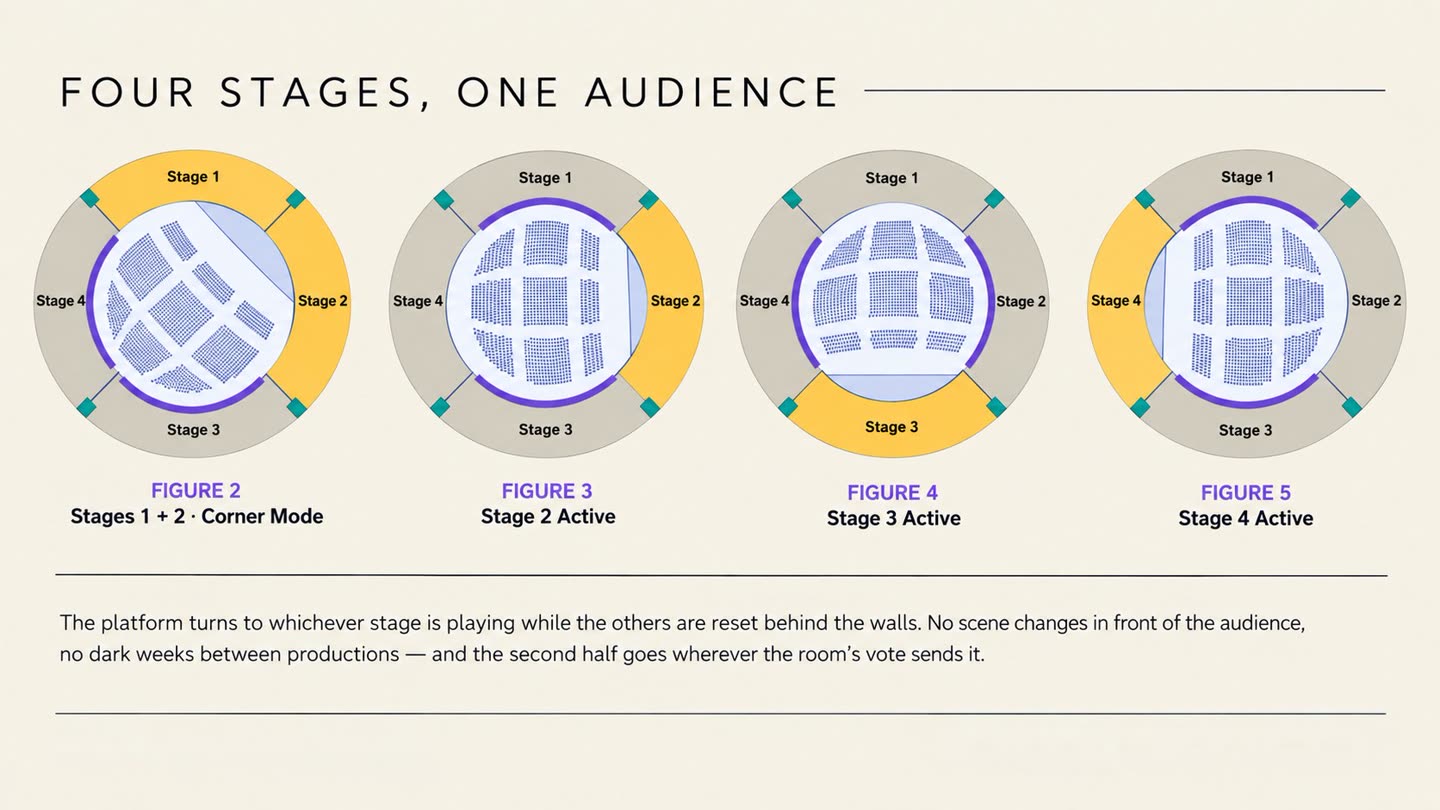 FOUR STAGES, ONE AUDIENCE
Stage 1
Stage 4
Stage 2
Stage 3
FIGURE 2
Stages 1 + 2 · Corner Mode
Stage 1
Stage 4
Stage 2
Stage 3
FIGURE 3
Stage 2 Active
Stage 1
Stage 4
Stage 2
Stage 3
FIGURE 4
Stage 3 Active
Stage 1
Stage 4
Stage 2
Stage 3
FIGURE 5
Stage 4 Active
The platform turns to whichever stage is playing while the others are reset behind the walls. No scene changes in front of the audience,
no dark weeks between productions — and the second half goes wherever the room’s vote sends it.